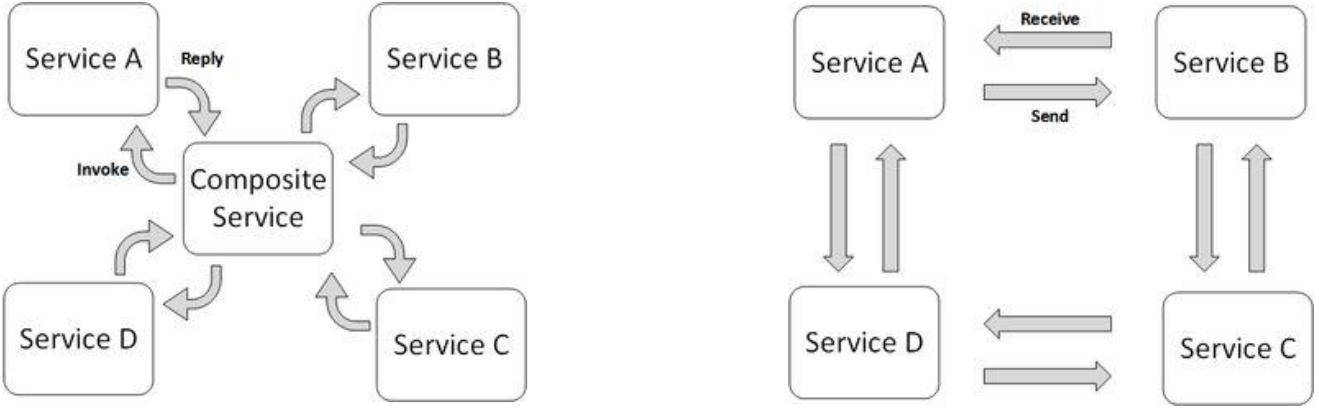 Service A
Reply
Service B
Invoke
Composite
Service
Service D
Service C
Receive
Service A
Service B
Send
Service D
Service C